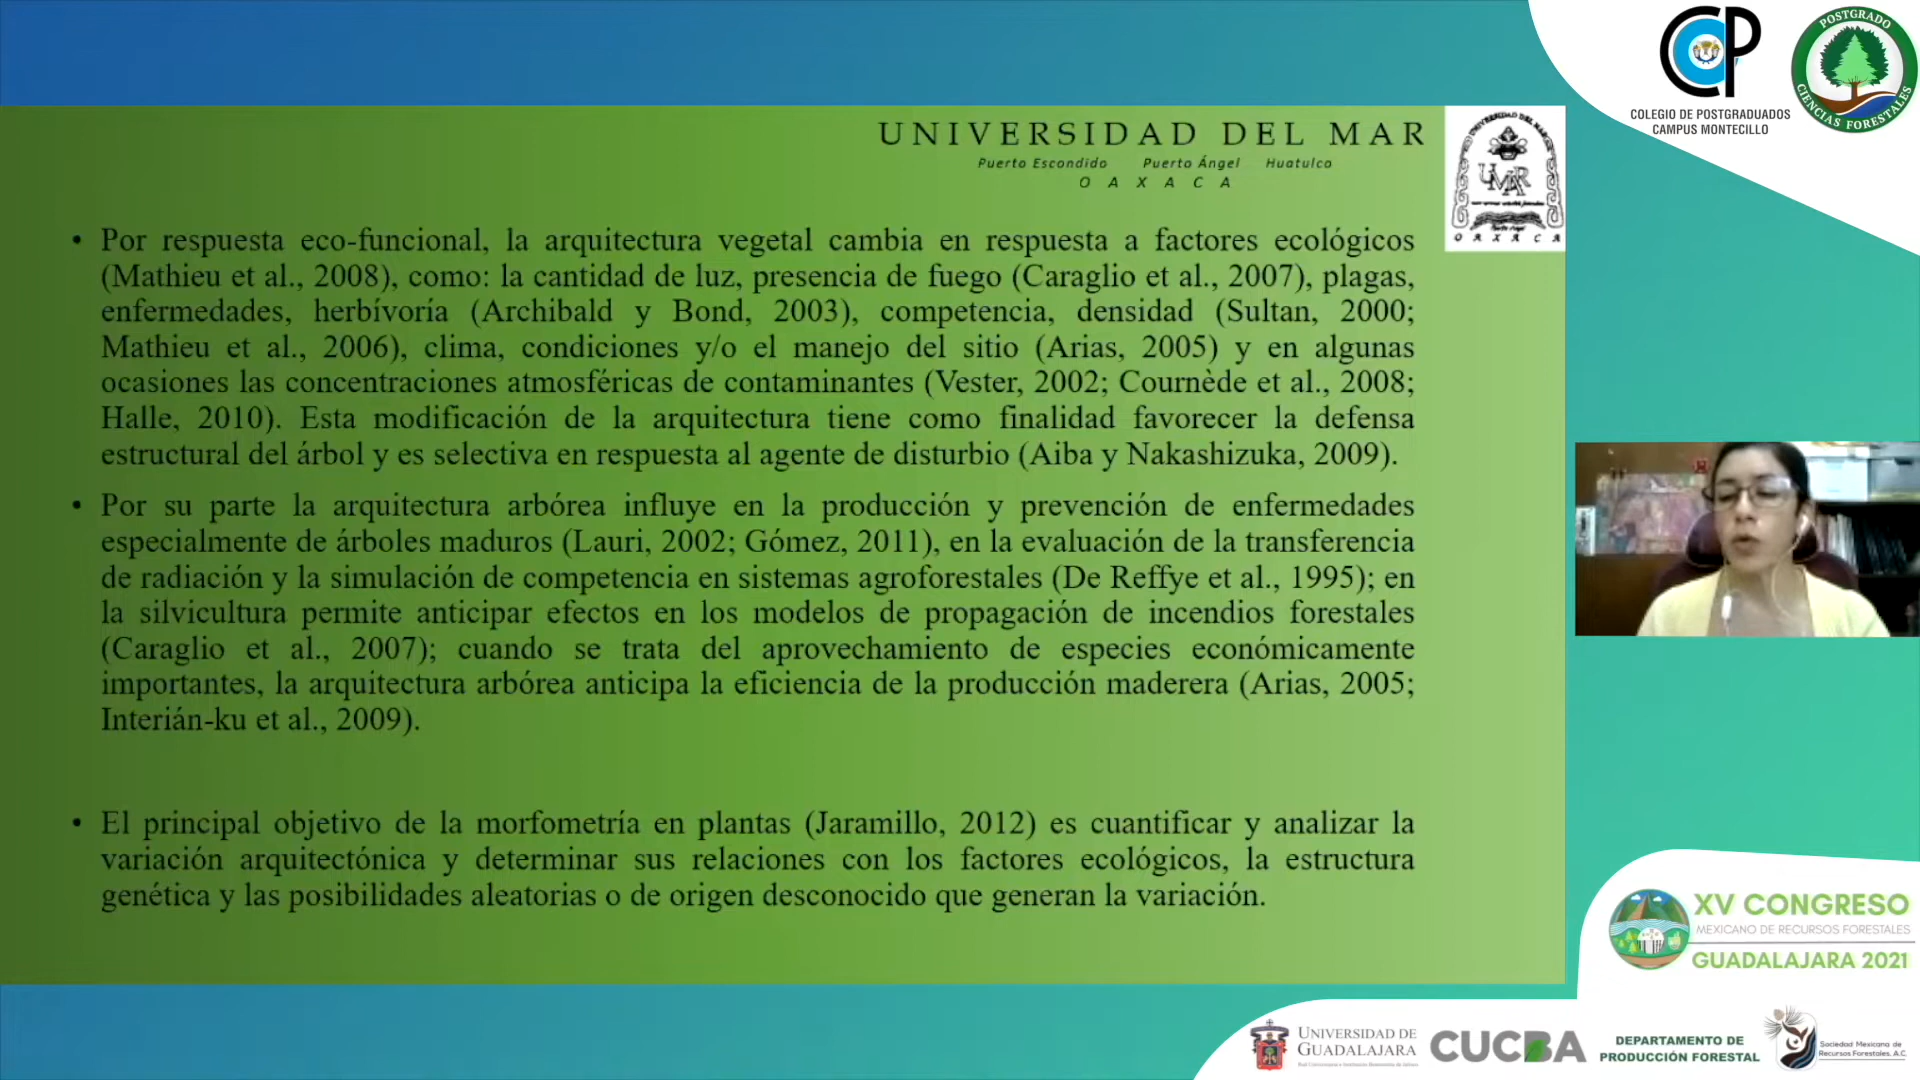 UNIVERSIDAD DEL MAR
Puerto Escondido Puerto Ángel Huatulco
O A X A C A
• Por respuesta eco-funcional, la arquitectura vegetal cambia en respuesta a factores ecológicos
(Mathieu et al., 2008), como: la cantidad de luz, presencia de fuego (Caraglio et al., 2007), plagas,
enfermedades, herbívoría (Archibald y Bond, 2003), competencia, densidad (Sultan, 2000;
Mathieu et al., 2006), clima, condiciones y/o el manejo del sitio (Arias, 2005) y en algunas
ocasiones las concentraciones atmosféricas de contaminantes (Vester, 2002; Cournède et al., 2008;
Halle, 2010). Esta modificación de la arquitectura tiene como finalidad favorecer la defensa
estructural del árbol y es selectiva en respuesta al agente de disturbio (Aiba y Nakashizuka, 2009).
• Por su parte la arquitectura arbórea influye en la producción y prevención de enfermedades
especialmente de árboles maduros (Lauri, 2002; Gómez, 2011), en la evaluación de la transferencia
de radiación y la simulación de competencia en sistemas agroforestales (De Reffye et al., 1995); en
la silvicultura permite anticipar efectos en los modelos de propagación de incendios forestales
(Caraglio et al., 2007); cuando se trata del aprovechamiento de especies económicamente
importantes, la arquitectura arbórea anticipa la eficiencia de la producción maderera (Arias, 2005;
Interián-ku et al., 2009).
• El principal objetivo de la morfometría en plantas (Jaramillo, 2012) es cuantificar y analizar la
variación arquitectónica y determinar sus relaciones con los factores ecológicos, la estructura
genética y las posibilidades aleatorias o de origen desconocido que generan la variación.
UNIVERSIDAD DEL MAR
UMAR
O A X A C A
CP
COLEGIO DE POSTGRADUADOS
CAMPUS MONTECILLO
POSTGRADO
CIENCIAS FORESTALES
XV CONGRESO
MEXICANO DE RECURSOS FORESTALES
GUADALAJARA 2021
UNIVERSIDAD DE
GUADALAJARA
CUCBA
DEPARTAMENTO DE
PRODUCCIÓN FORESTAL
Sociedad Mexicana de
Recursos Forestales, A.C.